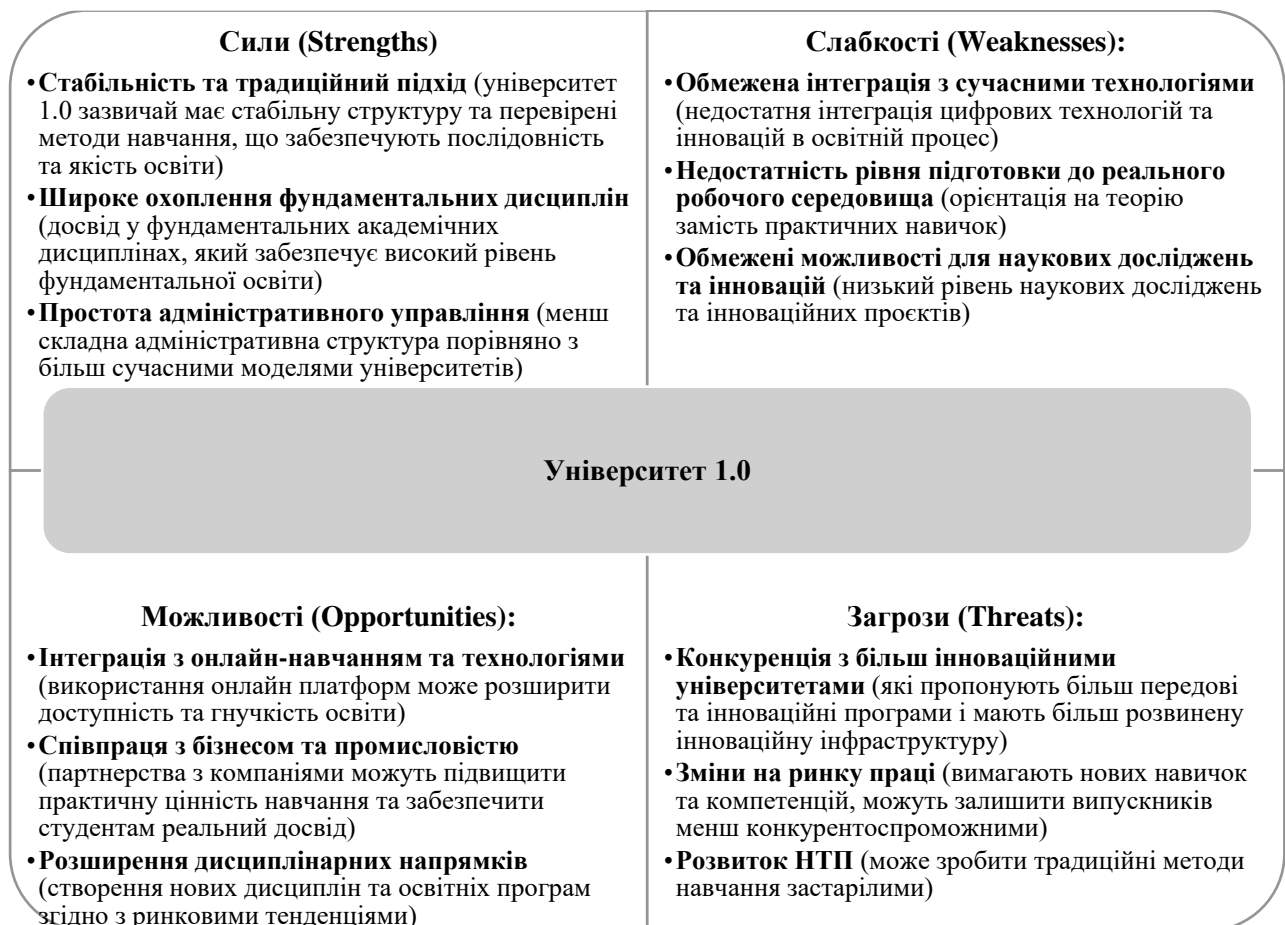 Сили (Strengths)
•Стабільність та традиційний підхід (університет
1.0 зазвичай має стабільну структуру та перевірені
методи навчання, що забезпечують послідовність
та якість освіти)
•Широке охоплення фундаментальних дисциплін
(досвід у фундаментальних академічних
дисциплінах, який забезпечує високий рівень
фундаментальної освіти)
•Простота адміністративного управління (менш
складна адміністративна структура порівняно з
більш сучасними моделями університетів)
Слабкості (Weaknesses):
•Обмежена інтеграція з сучасними технологіями
(недостатня інтеграція цифрових технологій та
інновацій в освітній процес)
•Недостатність рівня підготовки до реального
робочого середовища (орієнтація на теорію
замість практичних навичок)
•Обмежені можливості для наукових досліджень
та інновацій (низький рівень наукових досліджень
та інноваційних проєктів)
Університет 1.0
Можливості (Opportunities):
•Інтеграція з онлайн-навчанням та технологіями
(використання онлайн платформ може розширити
доступність та гнучкість освіти)
•Співпраця з бізнесом та промисловістю
(партнерства з компаніями можуть підвищити
практичну цінність навчання та забезпечити
студентам реальний досвід)
•Розширення дисциплінарних напрямків
(створення нових дисциплін та освітніх програм
згідно з ринковими тенденціями)
Загрози (Threats):
•Конкуренція з більш інноваційними
університетами (які пропонують більш передові
та інноваційні програми і мають більш розвинену
інноваційну інфраструктуру)
•Зміни на ринку праці (вимагають нових навичок
та компетенцій, можуть залишити випускників
менш конкурентоспроможними)
•Розвиток НТП (може зробити традиційні методи
навчання застарілими)